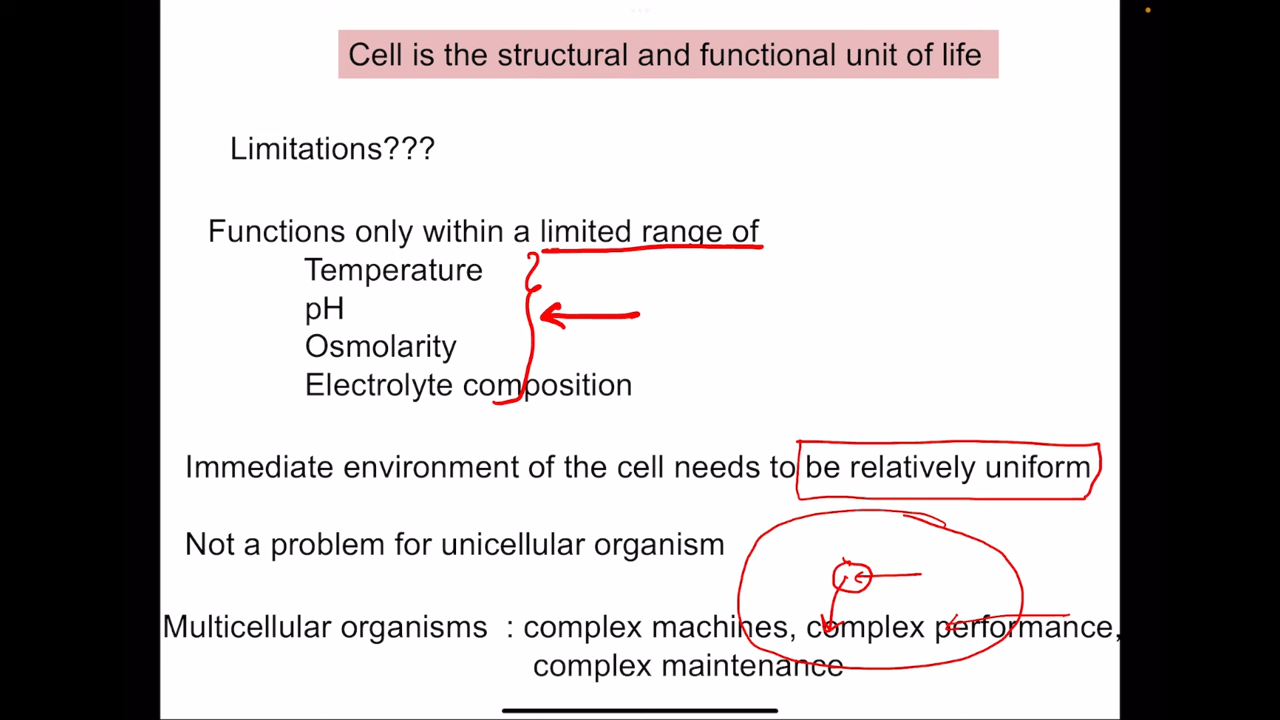 Cell is the structural and functional unit of life
Limitations???
Functions only within a limited range of
Temperature
pH
Osmolarity
Electrolyte composition
Immediate environment of the cell needs to be relatively uniform
Not a problem for unicellular organism
Multicellular organisms : complex machines, complex performance,
complex maintenance